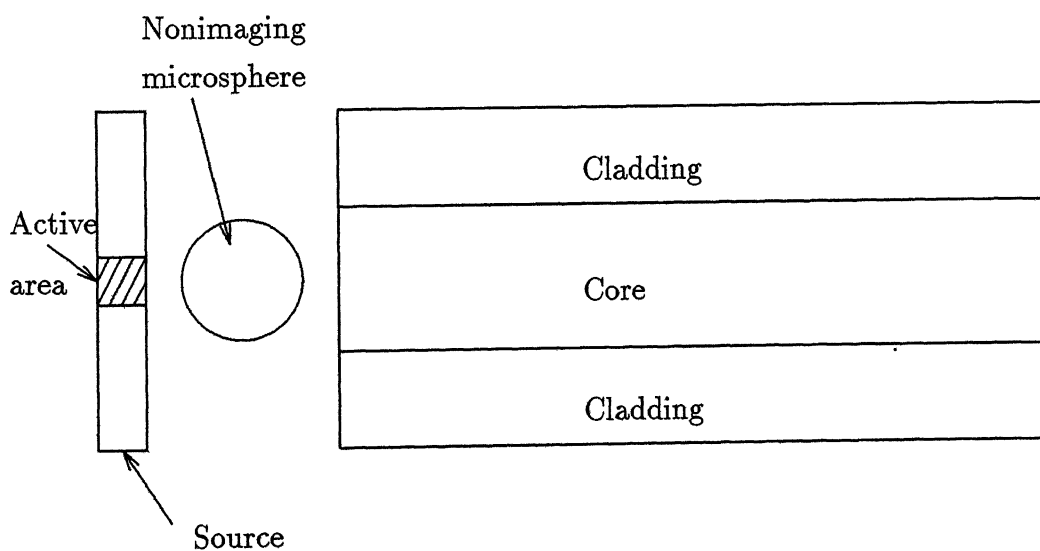 Nonimaging
microsphere
Cladding
Active
area
Core
Cladding
Source